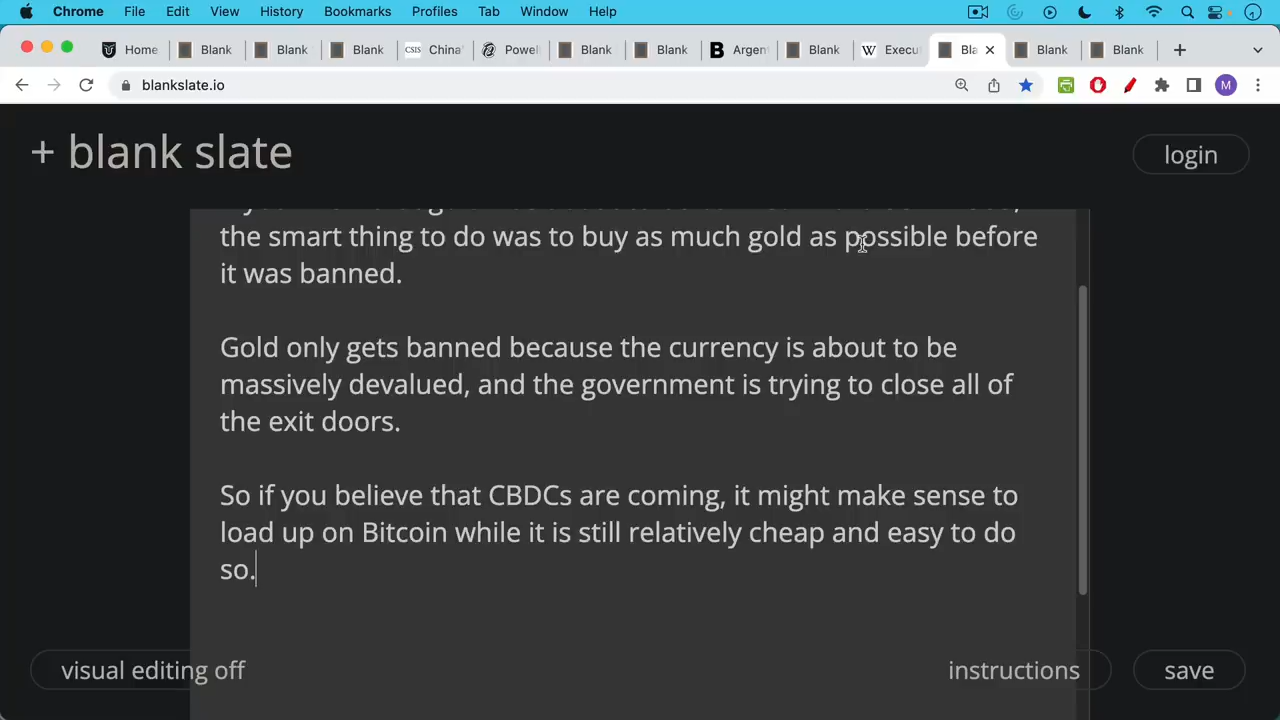 Chrome File Edit View History Bookmarks Profiles Tab Window Help
Home Blank Blank Blank CSIS China' Powell Blank Blank B Argen Blank W Execu Bla Blank Blank
blankslate.io M
+ blank slate
login
the smart thing to do was to buy as much gold as possible before
it was banned.
Gold only gets banned because the currency is about to be
massively devalued, and the government is trying to close all of
the exit doors.
So if you believe that CBDCs are coming, it might make sense to
load up on Bitcoin while it is still relatively cheap and easy to do
so.
visual editing off instructions save